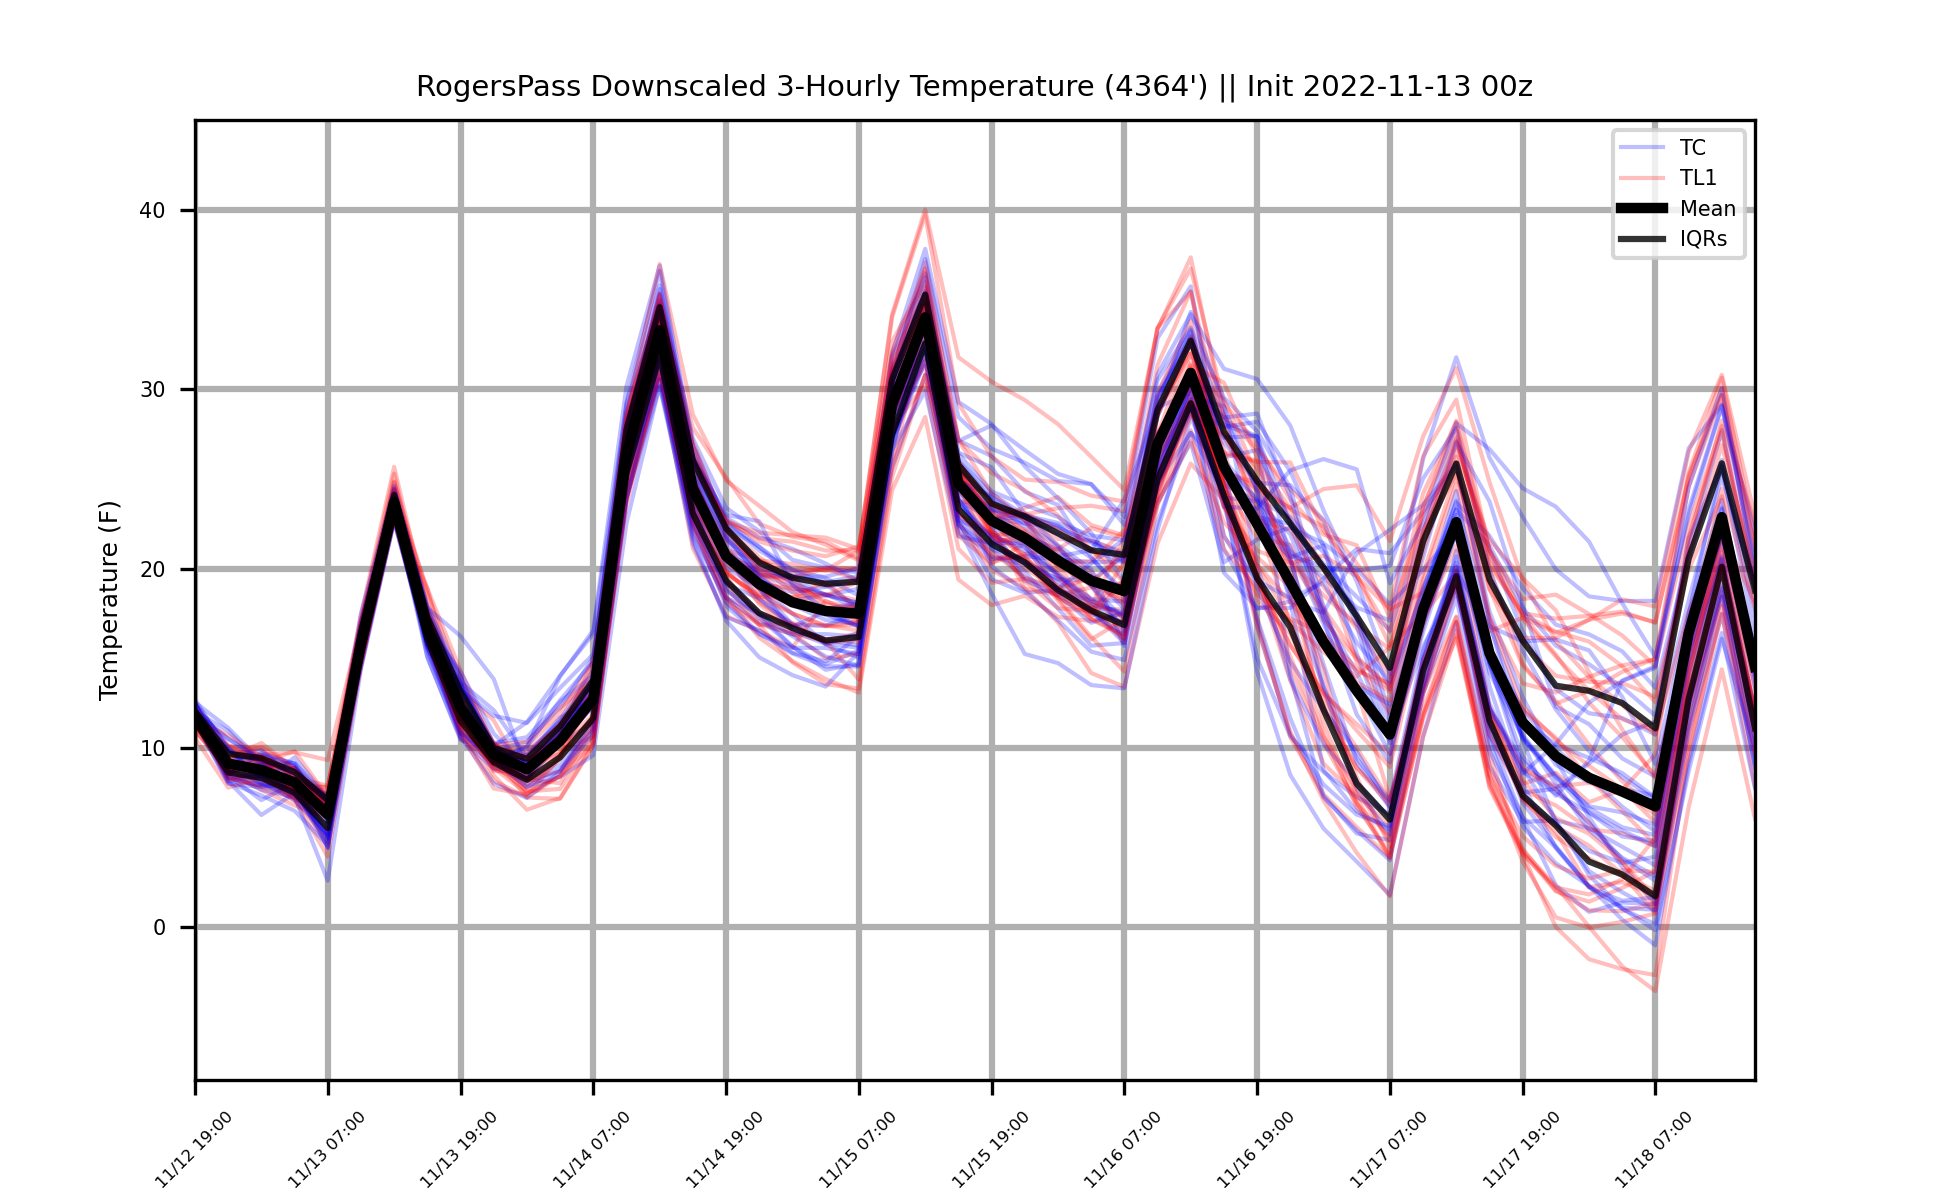 RogersPass Downscaled 3-Hourly Temperature (4364') || Init 2022-11-13 00z
TC
TL1
Mean
IQRs
Temperature (F)
40
30
20
10
0
11/12 19:00
11/13 07:00
11/13 19:00
11/14 07:00
11/14 19:00
11/15 07:00
11/15 19:00
11/16 07:00
11/16 19:00
11/17 07:00
11/17 19:00
11/18 07:00